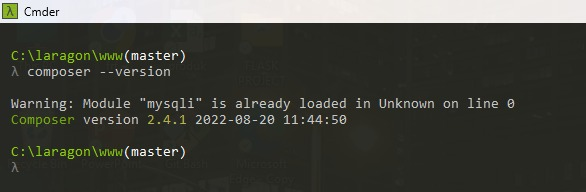 Cmder
C:\laragon\www(master)
λ composer --version
Warning: Module "mysqli" is already loaded in Unknown on line 0
Composer version 2.4.1 2022-08-20 11:44:50
C:\laragon\www(master)
λ